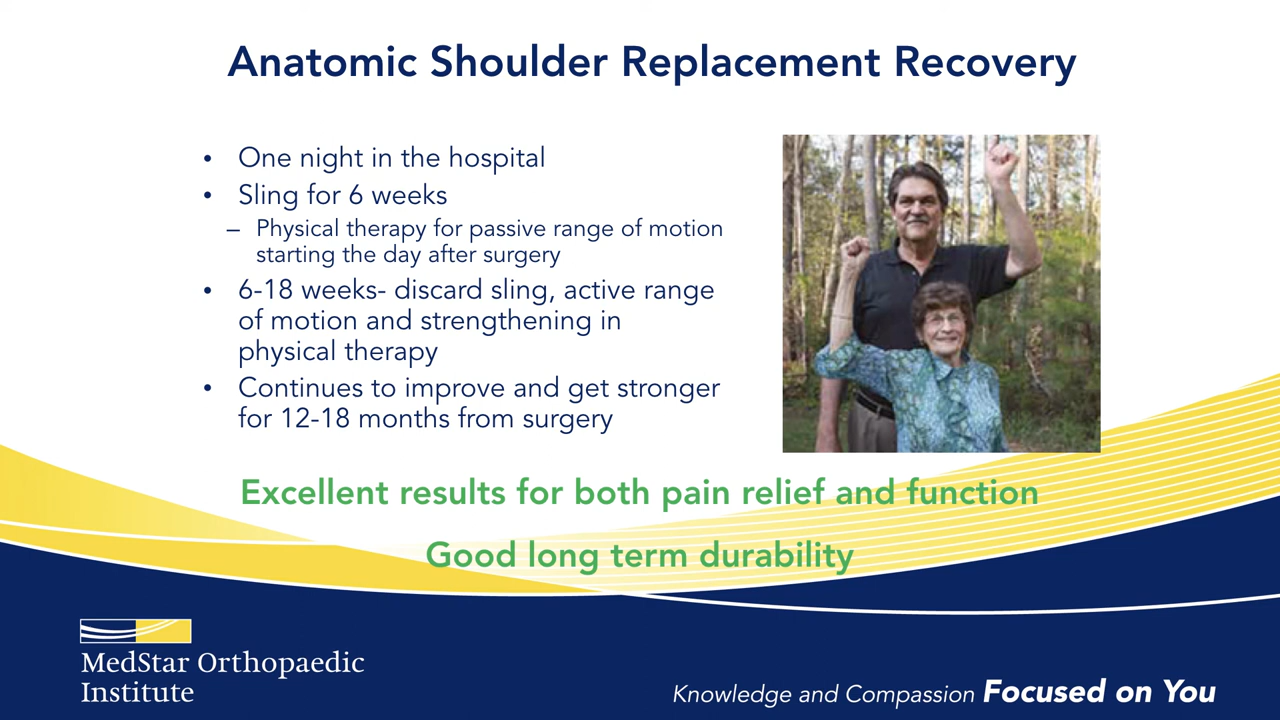 Anatomic Shoulder Replacement Recovery
• One night in the hospital
• Sling for 6 weeks
– Physical therapy for passive range of motion
starting the day after surgery
• 6-18 weeks- discard sling, active range
of motion and strengthening in
physical therapy
• Continues to improve and get stronger
for 12-18 months from surgery
Excellent results for both pain relief and function
Good long term durability
MedStar Orthopaedic
Institute
Knowledge and Compassion Focused on You